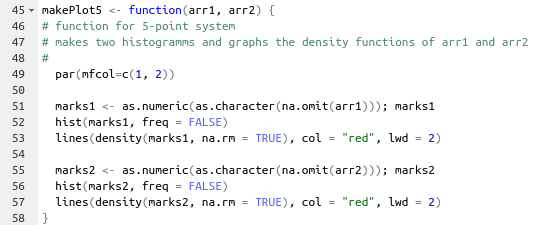 45 makePlot5 <- function(arr1, arr2) {
46 # function for 5-point system
47 # makes two histogramms and graphs the density functions of arr1 and arr2
48 #
49   par(mfcol=c(1, 2))
50
51   marks1 <- as.numeric(as.character(na.omit(arr1))); marks1
52   hist(marks1, freq = FALSE)
53   lines(density(marks1, na.rm = TRUE), col = "red", lwd = 2)
54
55   marks2 <- as.numeric(as.character(na.omit(arr2))); marks2
56   hist(marks2, freq = FALSE)
57   lines(density(marks2, na.rm = TRUE), col = "red", lwd = 2)
58 }